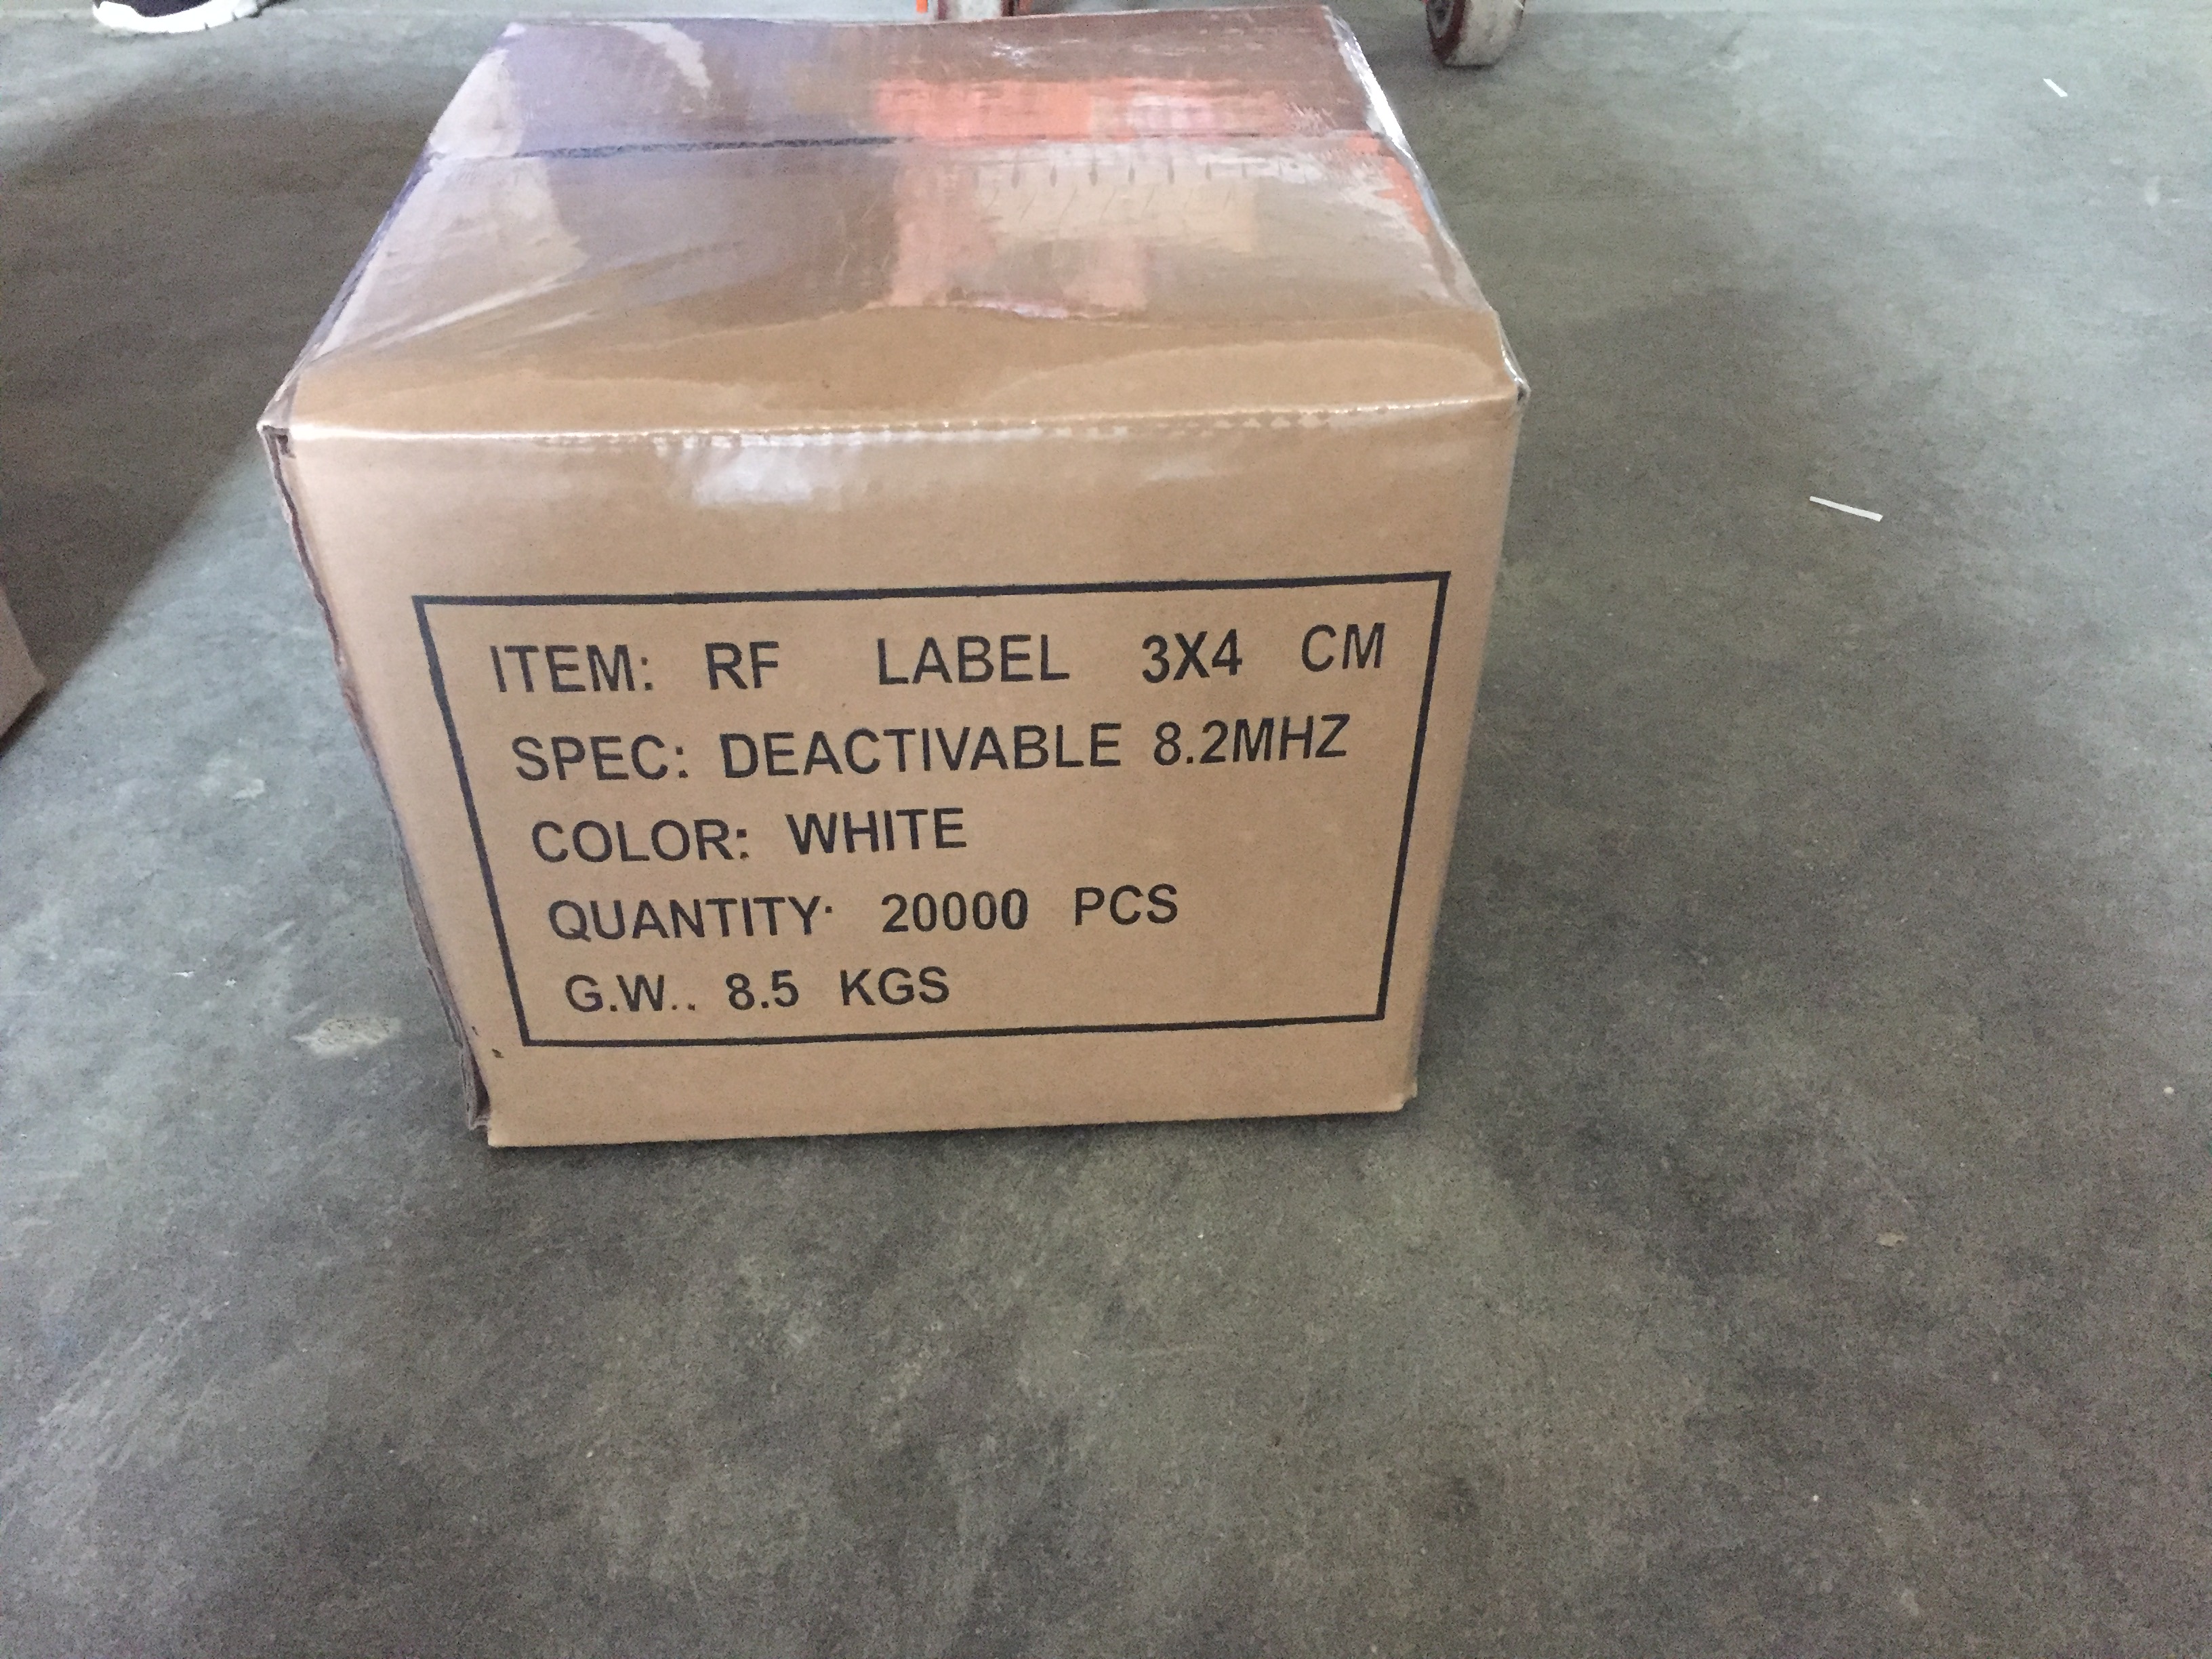 ITEM: RF LABEL 3X4 CM
SPEC: DEACTIVABLE 8.2MHZ
COLOR: WHITE
QUANTITY: 20000 PCS
G.W.: 8.5 KGS